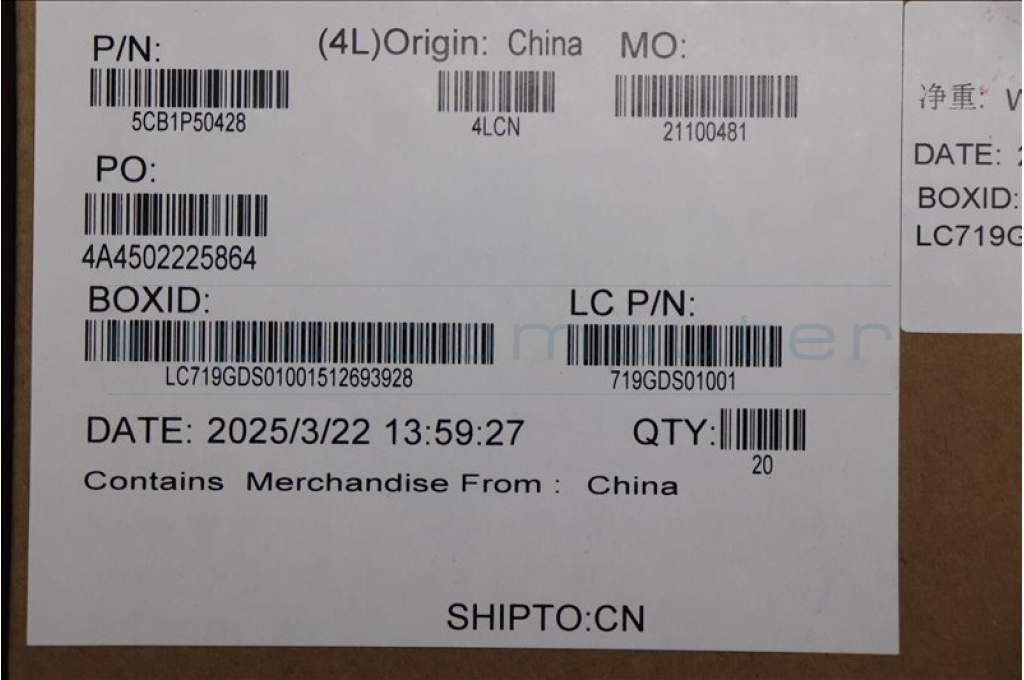 P/N:
5CB1P50428
(4L)Origin: China
4LCN
MO:
21100481
PO:
4A4502225864
BOXID:
LC719GDS01001512693928
LC P/N:
719GDS01001
DATE: 2025/3/22 13:59:27
QTY:
20
Contains Merchandise From : China
SHIPTO:CN
净重:
DATE:
BOXID:
LC719G